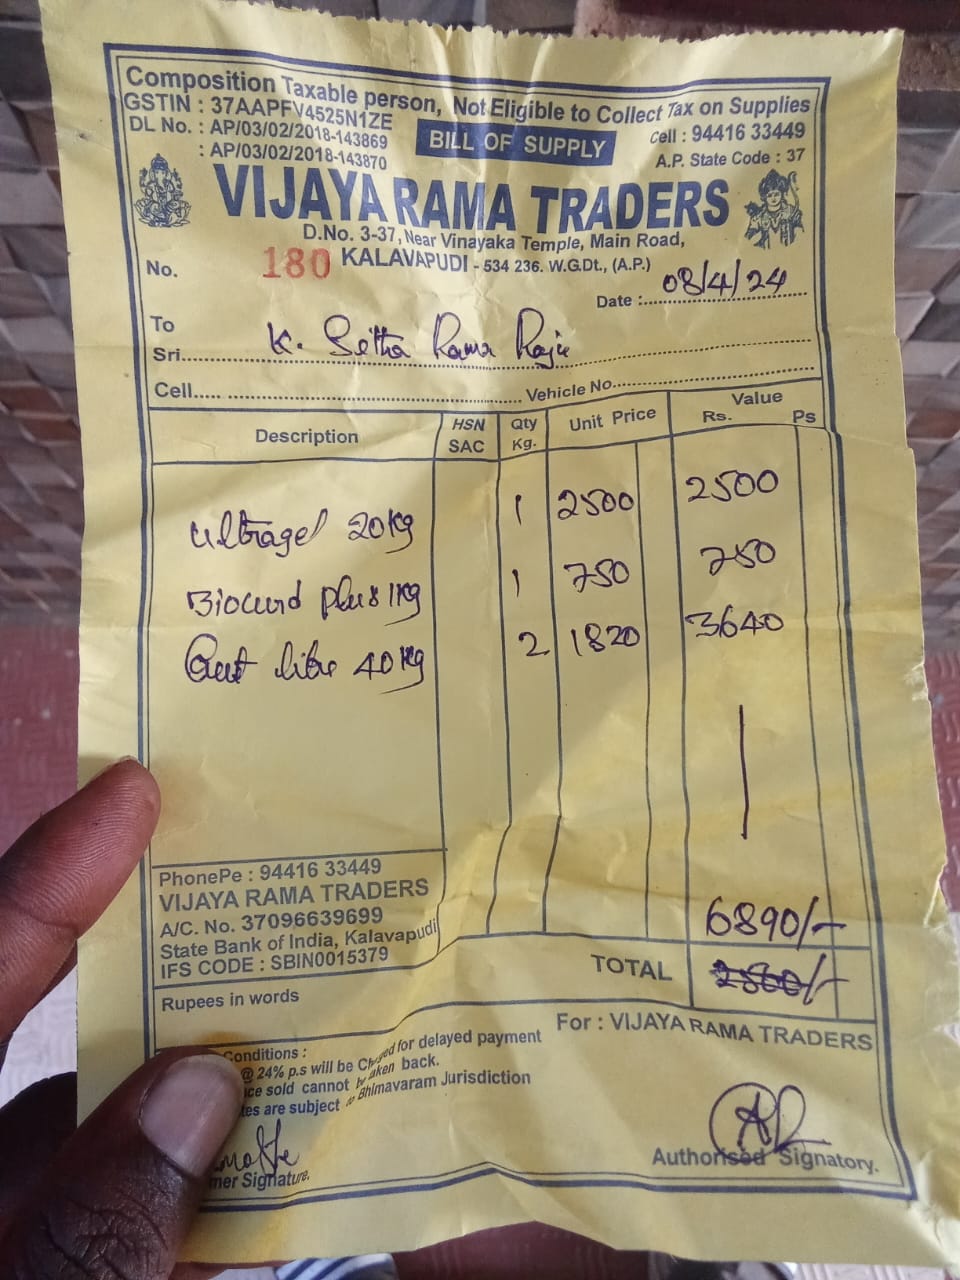 Composition Taxable person, Not Eligible to Collect Tax on Supplies
GSTIN : 37AAPFV4525N1ZE
DL No. : AP/03/02/2018-143869
: AP/03/02/2018-143870
BILL OF SUPPLY
Cell : 94416 33449
A.P. State Code : 37
VIJAYA RAMA TRADERS
D.No. 3-37, Near Vinayaka Temple, Main Road,
KALAVAPUDI - 534 236. W.G.Dt., (A.P.)
No. 180
Date : 08/4/24
To
Sri. K. Setha Rama Raju
Cell. Vehicle No.
Description HSN SAC Qty Kg. Unit Price Value Rs. Ps
Ultragel 20Kg 1 2500 2500
Biocurd plus 1Kg 1 750 750
Gut libre 40Kg 2 1820 3640
PhonePe : 94416 33449
VIJAYA RAMA TRADERS
A/C. No. 37096639699
State Bank of India, Kalavapudi
IFS CODE : SBIN0015379
6890/-
TOTAL
Rupees in words
For : VIJAYA RAMA TRADERS
Conditions :
@ 24% p.s will be Charged for delayed payment
sold cannot be taken back.
are subject to Bhimavaram Jurisdiction
Signature.
Authorised Signatory.